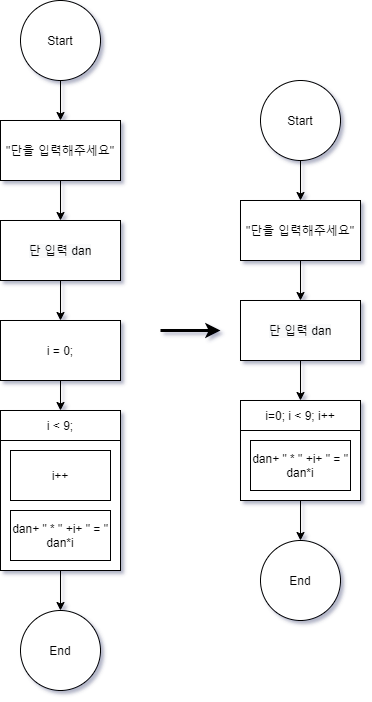 Start
"단을 입력해주세요"
단 입력 dan
i = 0;
i < 9;
i++
dan+ " * " +i+ " = "
dan*i
End
Start
"단을 입력해주세요"
단 입력 dan
i=0; i < 9; i++
dan+ " * " +i+ " = "
dan*i
End